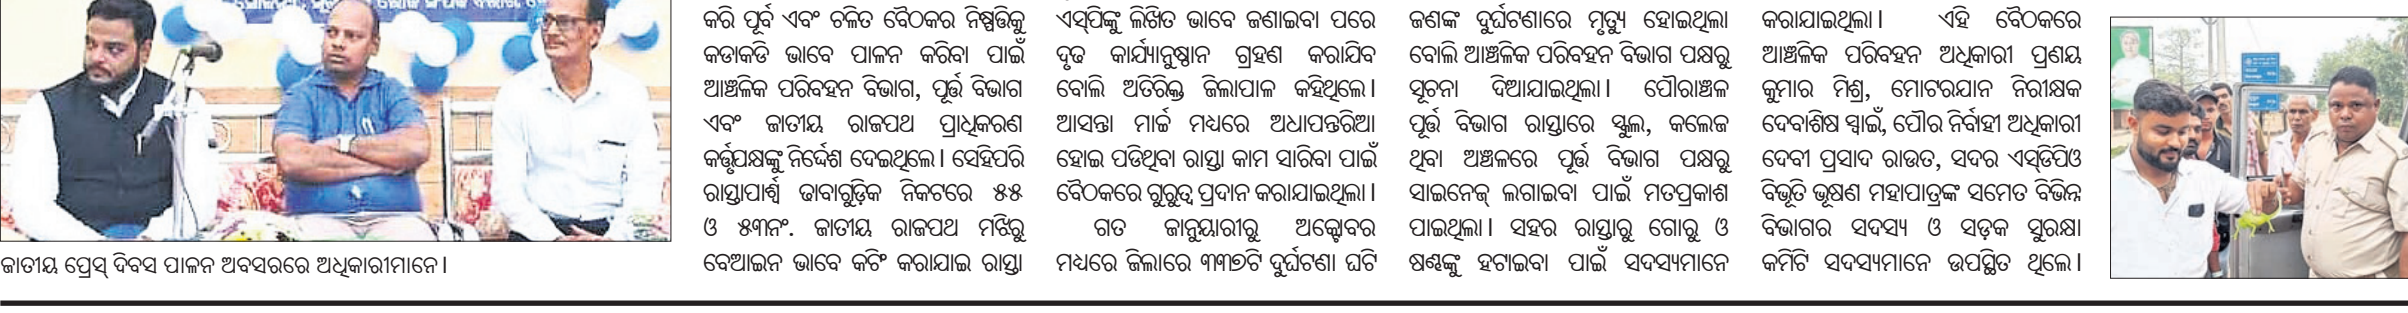 ଜାତୀୟ ପ୍ରେସ୍ ଦିବସ ପାଳନ ଅବସରରେ ଅଧିକାରୀମାନେ।
କରି ପୂର୍ବ ଏବଂ ଚଳିତ ବୈଠକର ନିଷ୍ପତ୍ତିକୁ
କଡାକଡି ଭାବେ ପାଳନ କରିବା ପାଇଁ
ଆଞ୍ଚଳିକ ପରିବହନ ବିଭାଗ, ପୂର୍ତ୍ତ ବିଭାଗ
ଏବଂ ଜାତୀୟ ରାଜପଥ ପ୍ରାଧିକରଣ
କର୍ତ୍ତୃପକ୍ଷଙ୍କୁ ନିର୍ଦ୍ଦେଶ ଦେଇଥିଲେ। ସେହିପରି
ରାସ୍ତାପାର୍ଶ୍ୱ ଢାବାଗୁଡ଼ିକ ନିକଟରେ ୫୫
ଓ ୫୩ନଂ. ଜାତୀୟ ରାଜପଥ ମଝିରୁ
ବେଆଇନ ଭାବେ କଟିଂ କରାଯାଇ ରାସ୍ତା
ଏସ୍‌ପିଙ୍କୁ ଲିଖିତ ଭାବେ ଜଣାଇବା ପରେ
ଦୃଢ କାର୍ଯ୍ୟାନୁଷ୍ଠାନ ଗ୍ରହଣ କରାଯିବ
ବୋଲି ଅତିରିକ୍ତ ଜିଲାପାଳ କହିଥିଲେ।
ଆସନ୍ତା ମାର୍ଚ୍ଚ ମଧ୍ୟରେ ଅଧାପନ୍ତରିଆ
ହୋଇ ପଡିଥିବା ରାସ୍ତା କାମ ସାରିବା ପାଇଁ
ବୈଠକରେ ଗୁରୁତ୍ୱ ପ୍ରଦାନ କରାଯାଇଥିଲା।
ଗତ ଜାନୁୟାରୀରୁ ଅକ୍ଟୋବର
ମଧ୍ୟରେ ଜିଲାରେ ୩୩୭ଟି ଦୁର୍ଘଟଣା ଘଟି
ଜଣଙ୍କ ଦୁର୍ଘଟଣାରେ ମୃତ୍ୟୁ ହୋଇଥିଲା
ବୋଲି ଆଞ୍ଚଳିକ ପରିବହନ ବିଭାଗ ପକ୍ଷରୁ
ସୂଚନା ଦିଆଯାଇଥିଲା। ପୌରାଞ୍ଚଳ
ପୂର୍ତ୍ତ ବିଭାଗ ରାସ୍ତାରେ ସ୍କୁଲ, କଲେଜ
ଥିବା ଅଞ୍ଚଳରେ ପୂର୍ତ୍ତ ବିଭାଗ ପକ୍ଷରୁ
ସାଇନେଜ୍ ଲଗାଇବା ପାଇଁ ମତପ୍ରକାଶ
ପାଇଥିଲା। ସହର ରାସ୍ତାରୁ ଗୋରୁ ଓ
ଷଣ୍ଢଙ୍କୁ ହଟାଇବା ପାଇଁ ସଦସ୍ୟମାନେ
କରାଯାଇଥିଲା। ଏହି ବୈଠକରେ
ଆଞ୍ଚଳିକ ପରିବହନ ଅଧିକାରୀ ପ୍ରଣୟ
କୁମାର ମିଶ୍ର, ମୋଟରଯାନ ନିରୀକ୍ଷକ
ଦେବାଶିଷ ସ୍ୱାଇଁ, ପୌର ନିର୍ବାହୀ ଅଧିକାରୀ
ଦେବୀ ପ୍ରସାଦ ରାଉତ, ସଦର ଏସ୍‌ଡିପିଓ
ବିଭୂତି ଭୂଷଣ ମହାପାତ୍ରଙ୍କ ସମେତ ବିଭିନ୍ନ
ବିଭାଗର ସଦସ୍ୟ ଓ ସଡ଼କ ସୁରକ୍ଷା
କମିଟି ସଦସ୍ୟମାନେ ଉପସ୍ଥିତ ଥିଲେ।